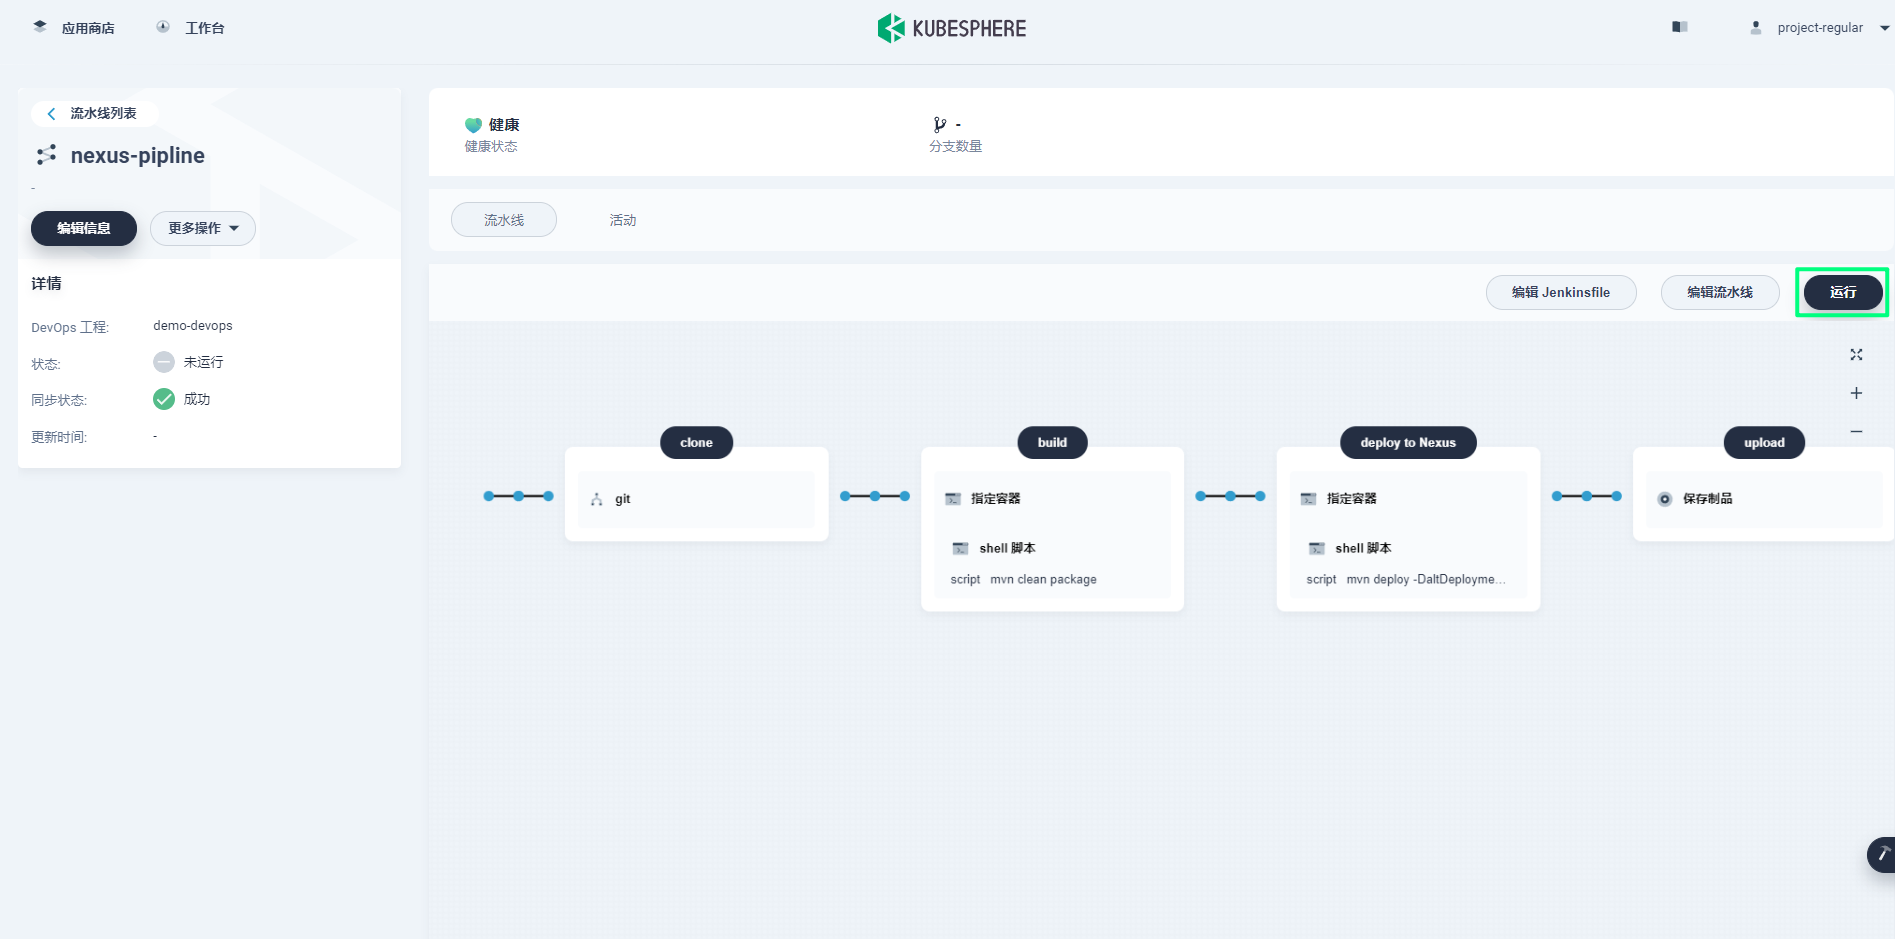 应用商店
工作台
KUBESPHERE
project-regular
流水线列表
nexus-pipline
-
编辑信息
更多操作
详情
DevOps 工程:
demo-devops
状态:
未运行
同步状态:
成功
更新时间:
-
健康
健康状态
-
分支数量
流水线
活动
编辑 Jenkinsfile
编辑流水线
运行
clone
git
build
指定容器
shell 脚本
script mvn clean package
deploy to Nexus
指定容器
shell 脚本
script mvn deploy -DaltDeployme...
upload
保存制品